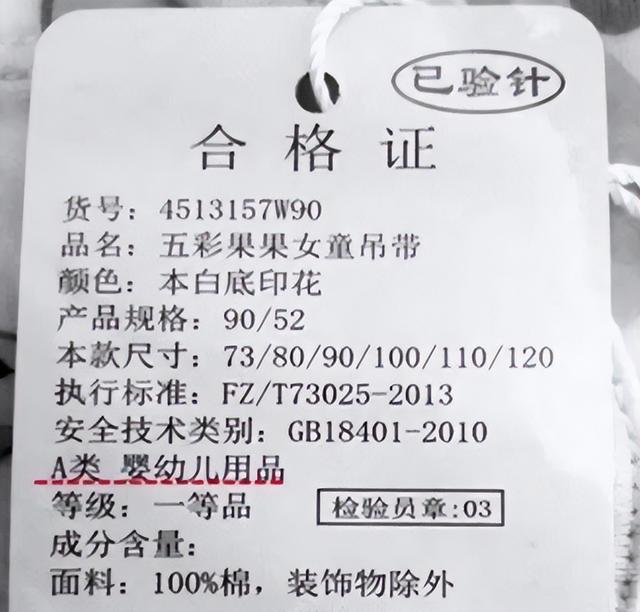 已验针
合格证
货号：4513157W90
品名：五彩果果女童吊带
颜色：本白底印花
产品规格：90/52
本款尺寸：73/80/90/100/110/120
执行标准：FZ/T73025-2013
安全技术类别：GB18401-2010
A类 婴幼儿用品
等级：一等品
检验员章:03
成分含量：
面料：100%棉，装饰物除外